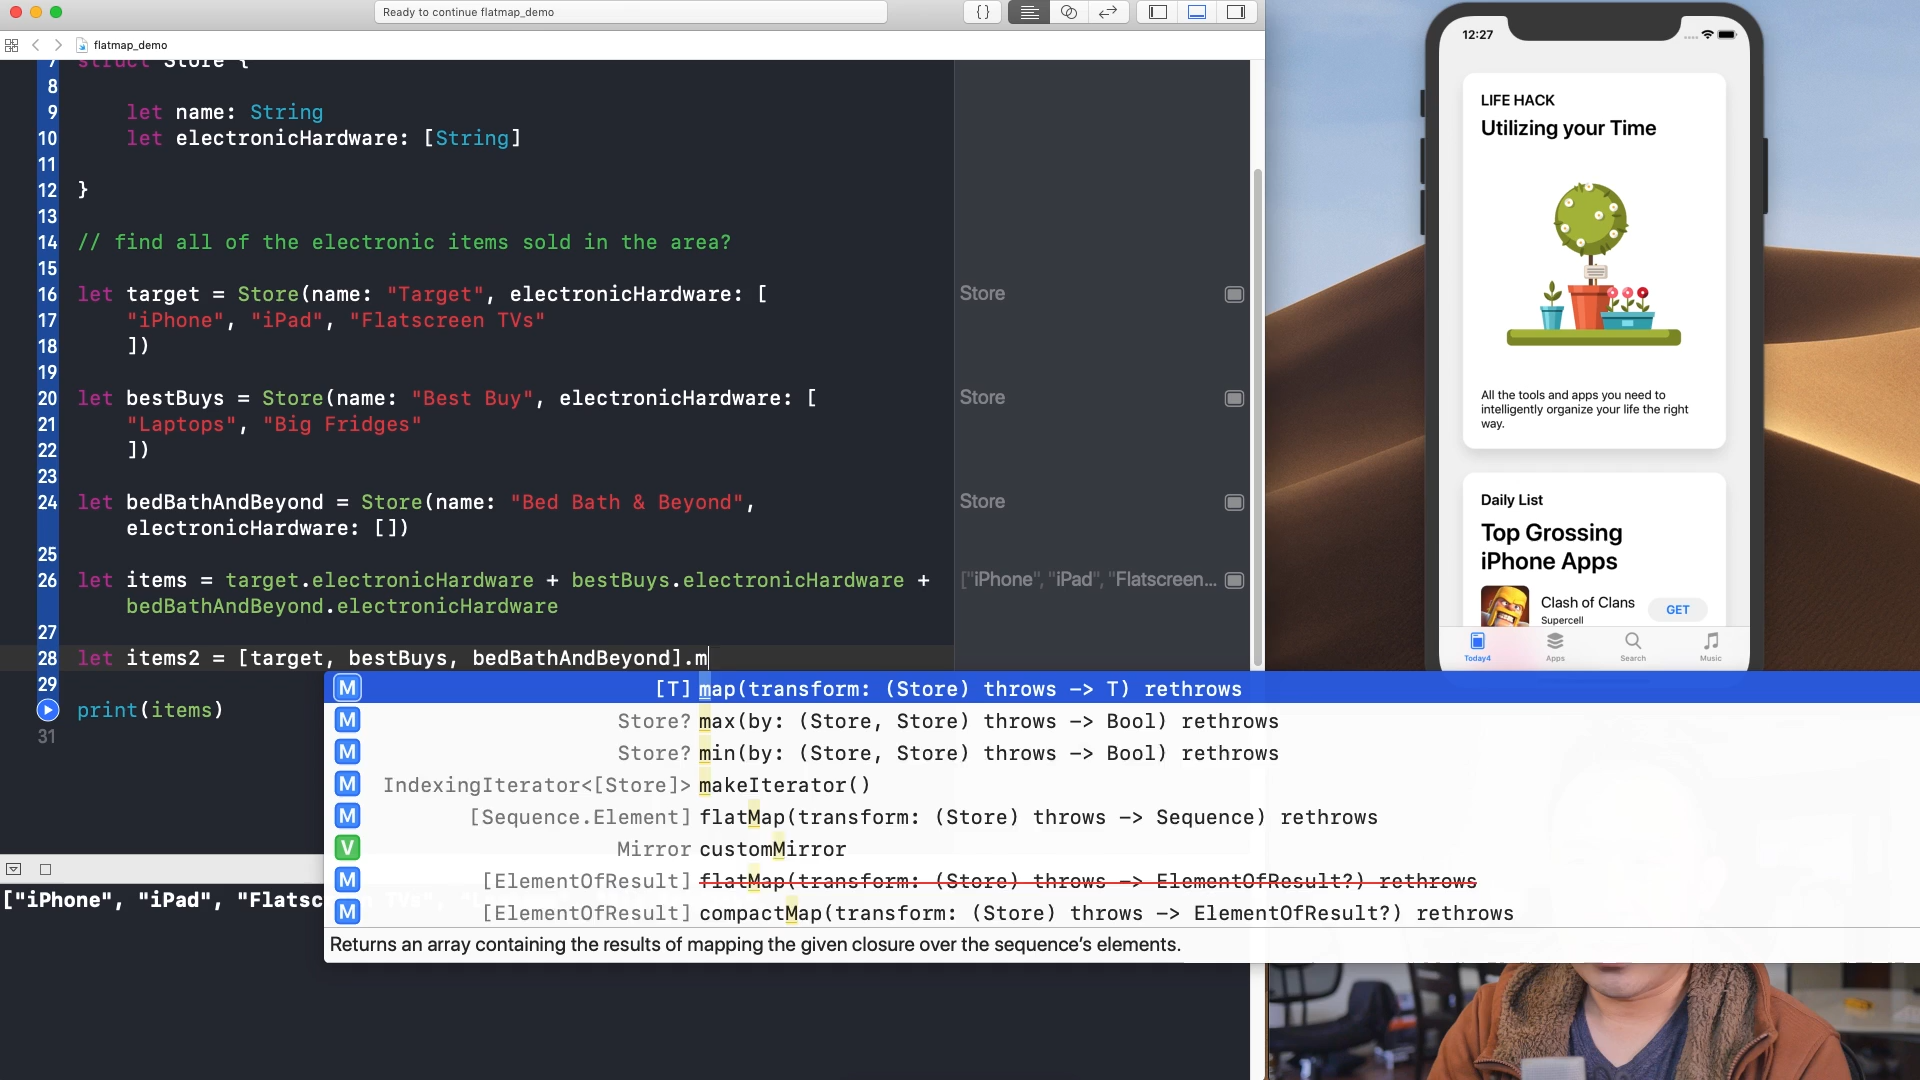 Ready to continue flatmap_demo
{ }
flatmap_demo
7 struct Store {
8
9 let name: String
10 let electronicHardware: [String]
11
12 }
13
14 // find all of the electronic items sold in the area?
15
16 let target = Store(name: "Target", electronicHardware: [
17 "iPhone", "iPad", "Flatscreen TVs"
18 ])
19
20 let bestBuys = Store(name: "Best Buy", electronicHardware: [
21 "Laptops", "Big Fridges"
22 ])
23
24 let bedBathAndBeyond = Store(name: "Bed Bath & Beyond",
electronicHardware: [])
25
26 let items = target.electronicHardware + bestBuys.electronicHardware +
bedBathAndBeyond.electronicHardware
27
28 let items2 = [target, bestBuys, bedBathAndBeyond].m
29
print(items)
31
Store
Store
Store
["iPhone", "iPad", "Flatscreen...
M [T] map(transform: (Store) throws -> T) rethrows
M Store? max(by: (Store, Store) throws -> Bool) rethrows
M Store? min(by: (Store, Store) throws -> Bool) rethrows
M IndexingIterator<[Store]> makeIterator()
M [Sequence.Element] flatMap(transform: (Store) throws -> Sequence) rethrows
V Mirror customMirror
M [ElementOfResult] flatMap(transform: (Store) throws -> ElementOfResult?) rethrows
M [ElementOfResult] compactMap(transform: (Store) throws -> ElementOfResult?) rethrows
Returns an array containing the results of mapping the given closure over the sequence's elements.
["iPhone", "iPad", "Flatsc
12:27
LIFE HACK
Utilizing your Time
All the tools and apps you need to
intelligently organize your life the right
way.
Daily List
Top Grossing
iPhone Apps
Clash of Clans
Supercell
GET
Today4
Apps
Search
Music